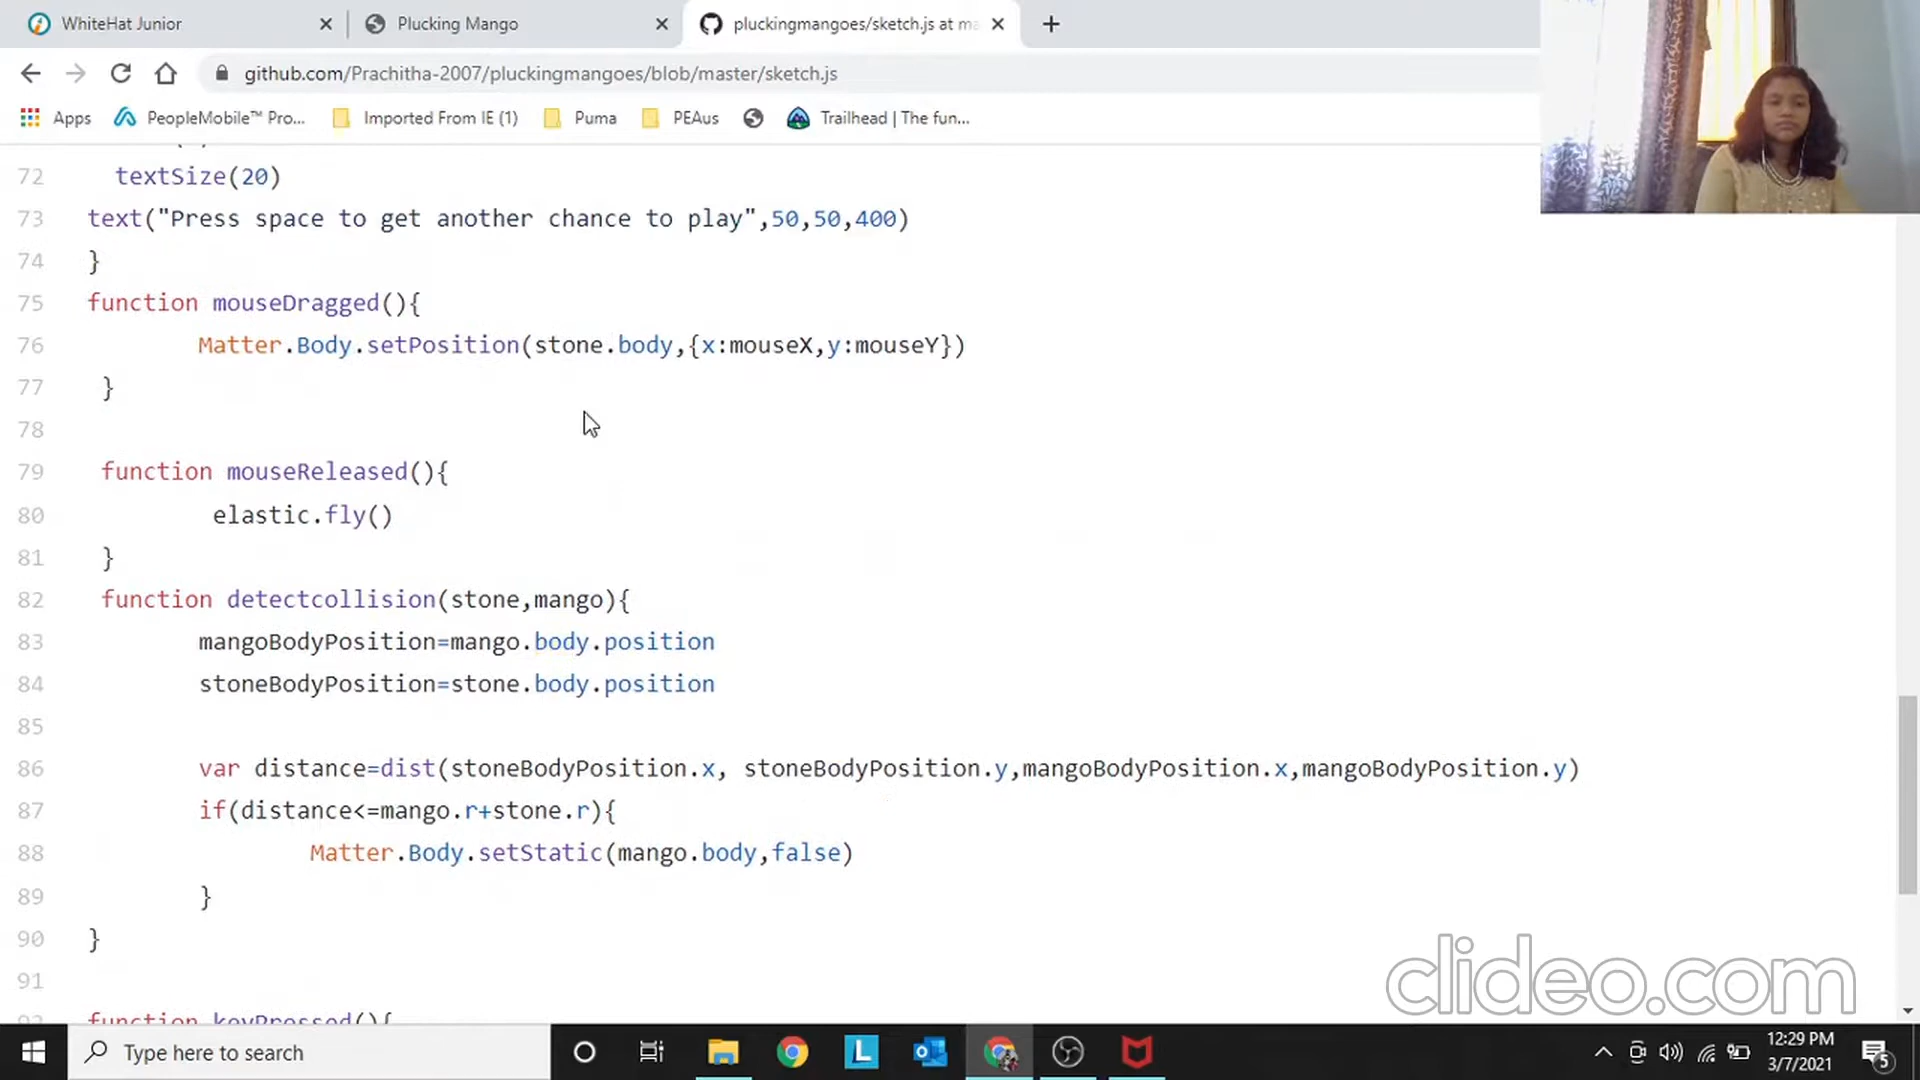 WhiteHat Junior
Plucking Mango
pluckingmangoes/sketch.js at ma
github.com/Prachitha-2007/pluckingmangoes/blob/master/sketch.js
Apps
PeopleMobile™ Pro...
Imported From IE (1)
Puma
PEAus
Trailhead | The fun...
72 textSize(20)
73 text("Press space to get another chance to play",50,50,400)
74 }
75 function mouseDragged(){
76 Matter.Body.setPosition(stone.body,{x:mouseX,y:mouseY})
77 }
78
79 function mouseReleased(){
80 elastic.fly()
81 }
82 function detectcollision(stone,mango){
83 mangoBodyPosition=mango.body.position
84 stoneBodyPosition=stone.body.position
85
86 var distance=dist(stoneBodyPosition.x, stoneBodyPosition.y,mangoBodyPosition.x,mangoBodyPosition.y)
87 if(distance<=mango.r+stone.r){
88 Matter.Body.setStatic(mango.body,false)
89 }
90 }
91
92 function keyPressed(){
clideo.com
Type here to search
L
12:29 PM
3/7/2021
5